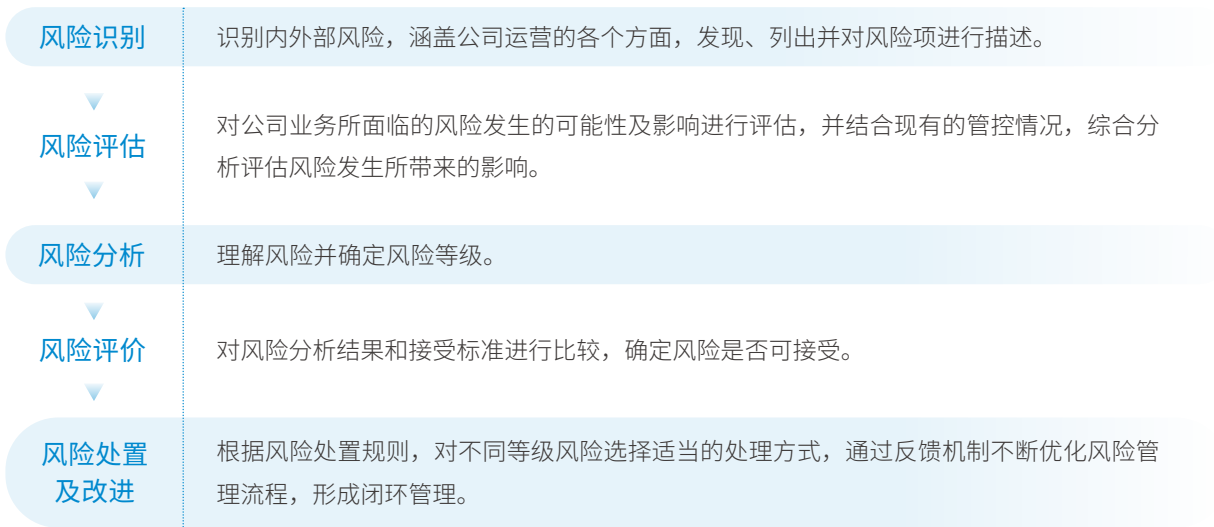 风险识别
识别内外部风险，涵盖公司运营的各个方面，发现、列出并对风险项进行描述。
风险评估
对公司业务所面临的风险发生的可能性及影响进行评估，并结合现有的管控情况，综合分
析评估风险发生所带来的影响。
风险分析
理解风险并确定风险等级。
风险评价
对风险分析结果和接受标准进行比较，确定风险是否可接受。
风险处置
及改进
根据风险处置规则，对不同等级风险选择适当的处理方式，通过反馈机制不断优化风险管
理流程，形成闭环管理。